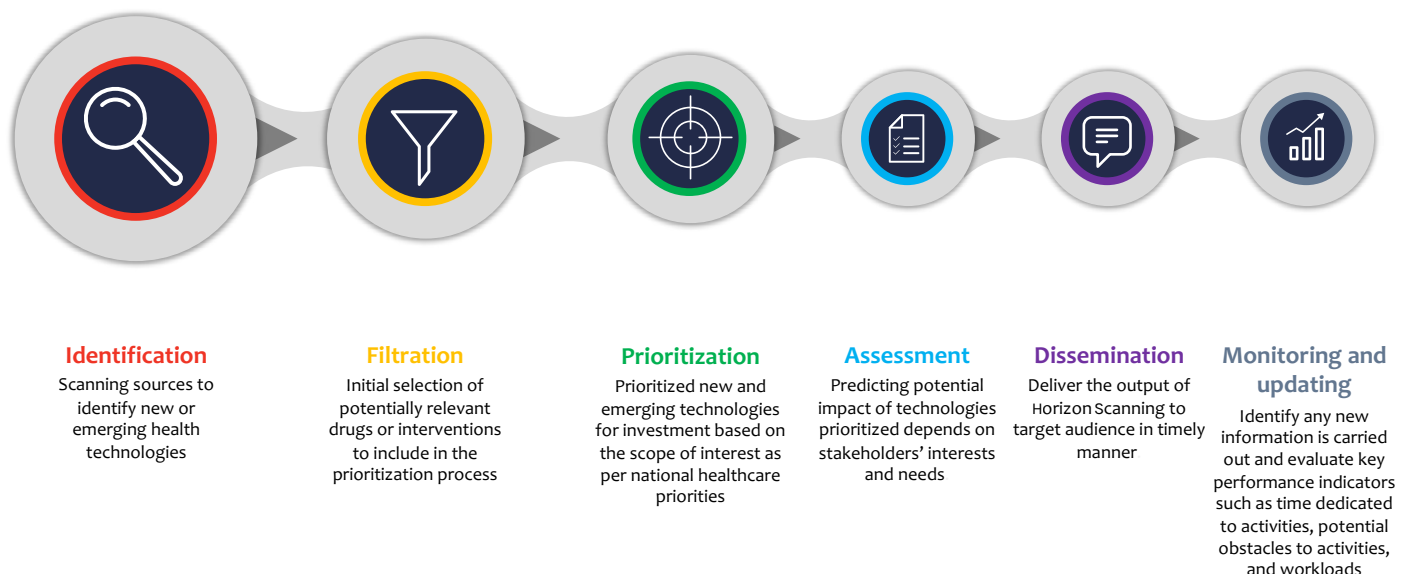 Identification
Scanning sources to
identify new or
emerging health
technologies
Filtration
Initial selection of
potentially relevant
drugs or interventions
to include in the
prioritization process
Prioritization
Prioritized new and
emerging technologies
for investment based on
the scope of interest as
per national healthcare
priorities
Assessment
Predicting potential
impact of technologies
prioritized depends on
stakeholders’ interests
and needs
Dissemination
Deliver the output of
Horizon Scanning to
target audience in timely
manner
Monitoring and
updating
Identify any new
information is carried
out and evaluate key
performance indicators
such as time dedicated
to activities, potential
obstacles to activities,
and workloads